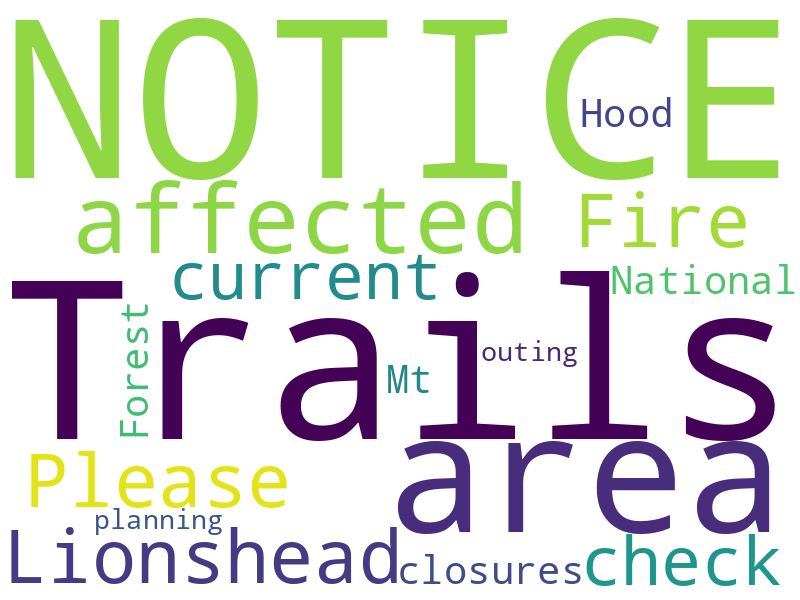 NOTICE
Hood
affected
Fire
current
National
Trails
Forest
outing
Mt
area
Please
planning
Lionshead
closures
check